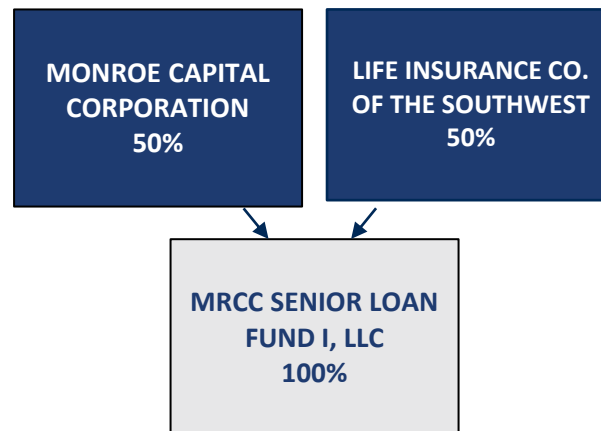 MONROE CAPITAL
CORPORATION
50%
LIFE INSURANCE CO.
OF THE SOUTHWEST
50%
MRCC SENIOR LOAN
FUND I, LLC
100%